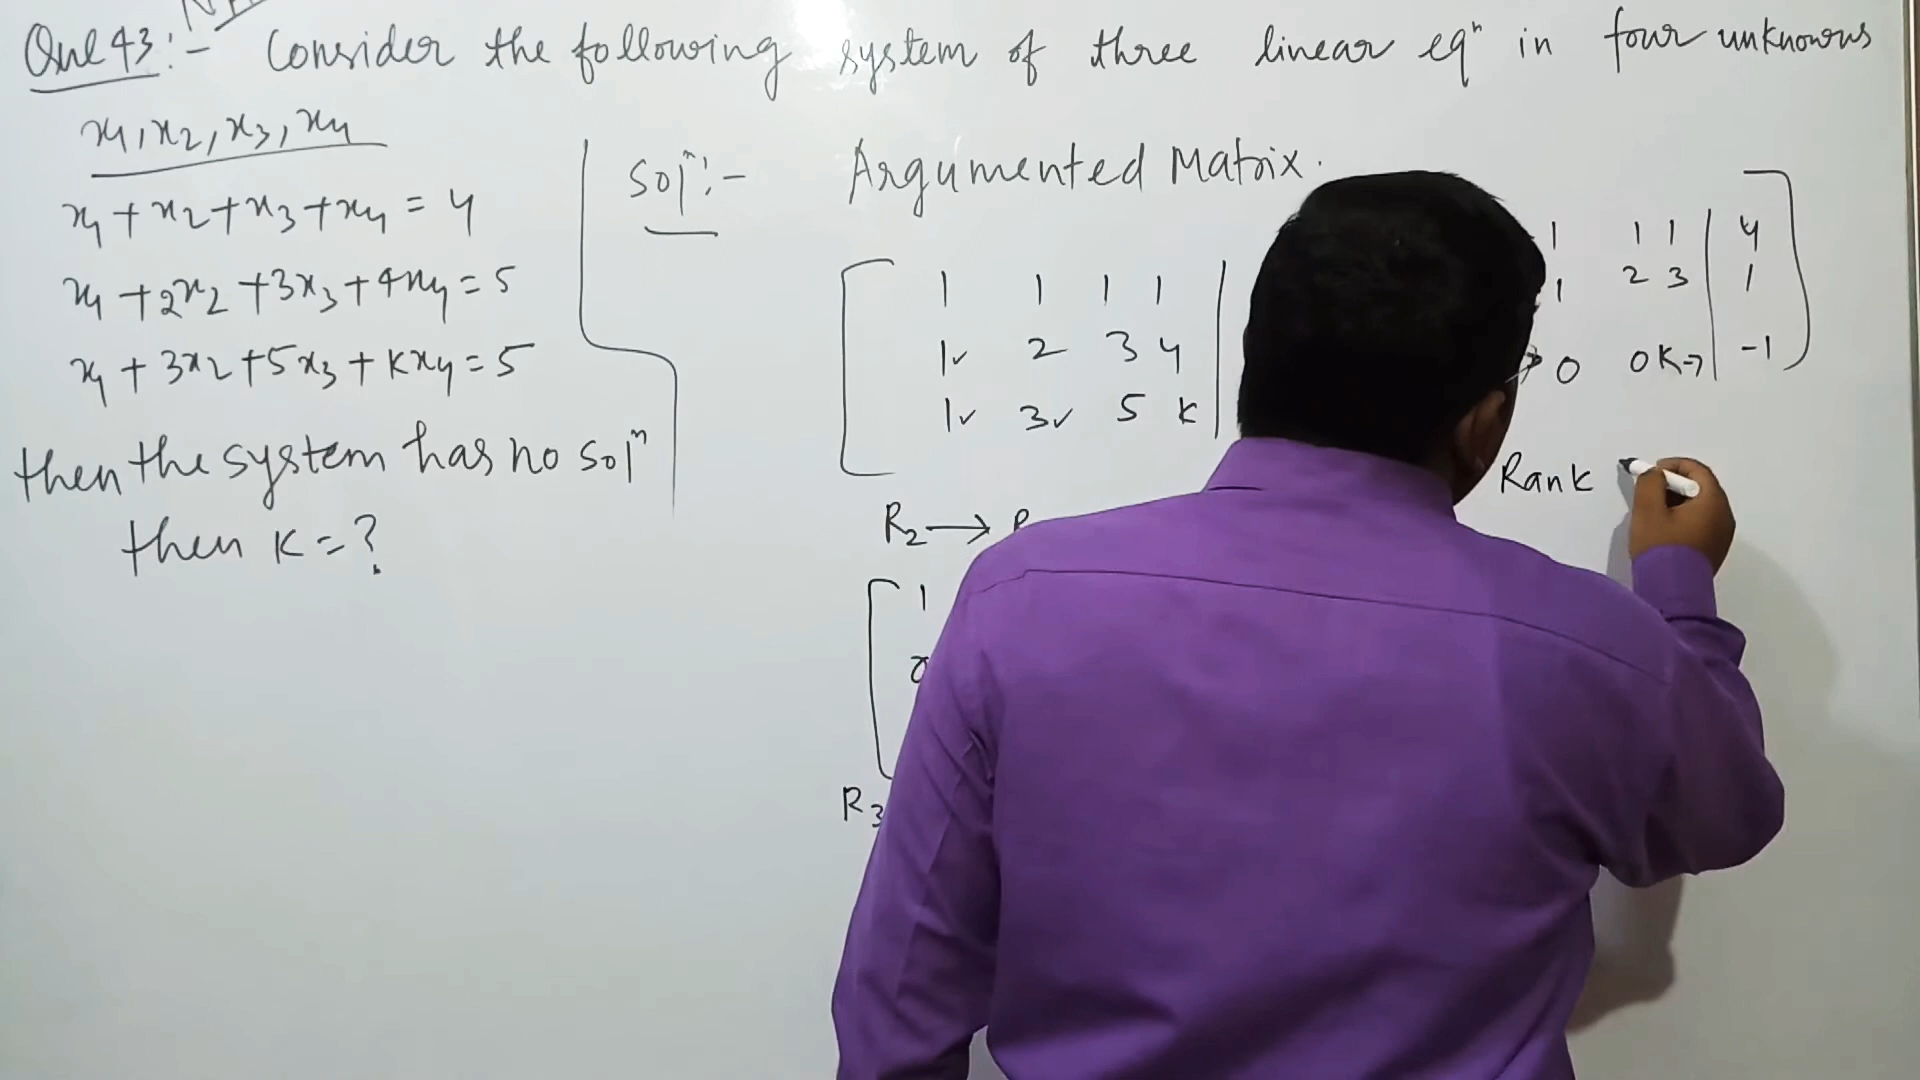 Que 43:- Consider the following system of three linear eqⁿ in four unknowns
x1, x2, x3, x4
x1 + x2 + x3 + x4 = 4
x1 + 2x2 + 3x3 + 4x4 = 5
x1 + 3x2 + 5x3 + kx4 = 5
then the system has no solⁿ
then k = ?
Solⁿ:- Argumented Matrix.
1 1 1 1
1 2 3 4
1 3 5 k
R2 →
1
R3
1 1 1 | 4
1 2 3 | 1
0 0 k-7 | -1
Rank